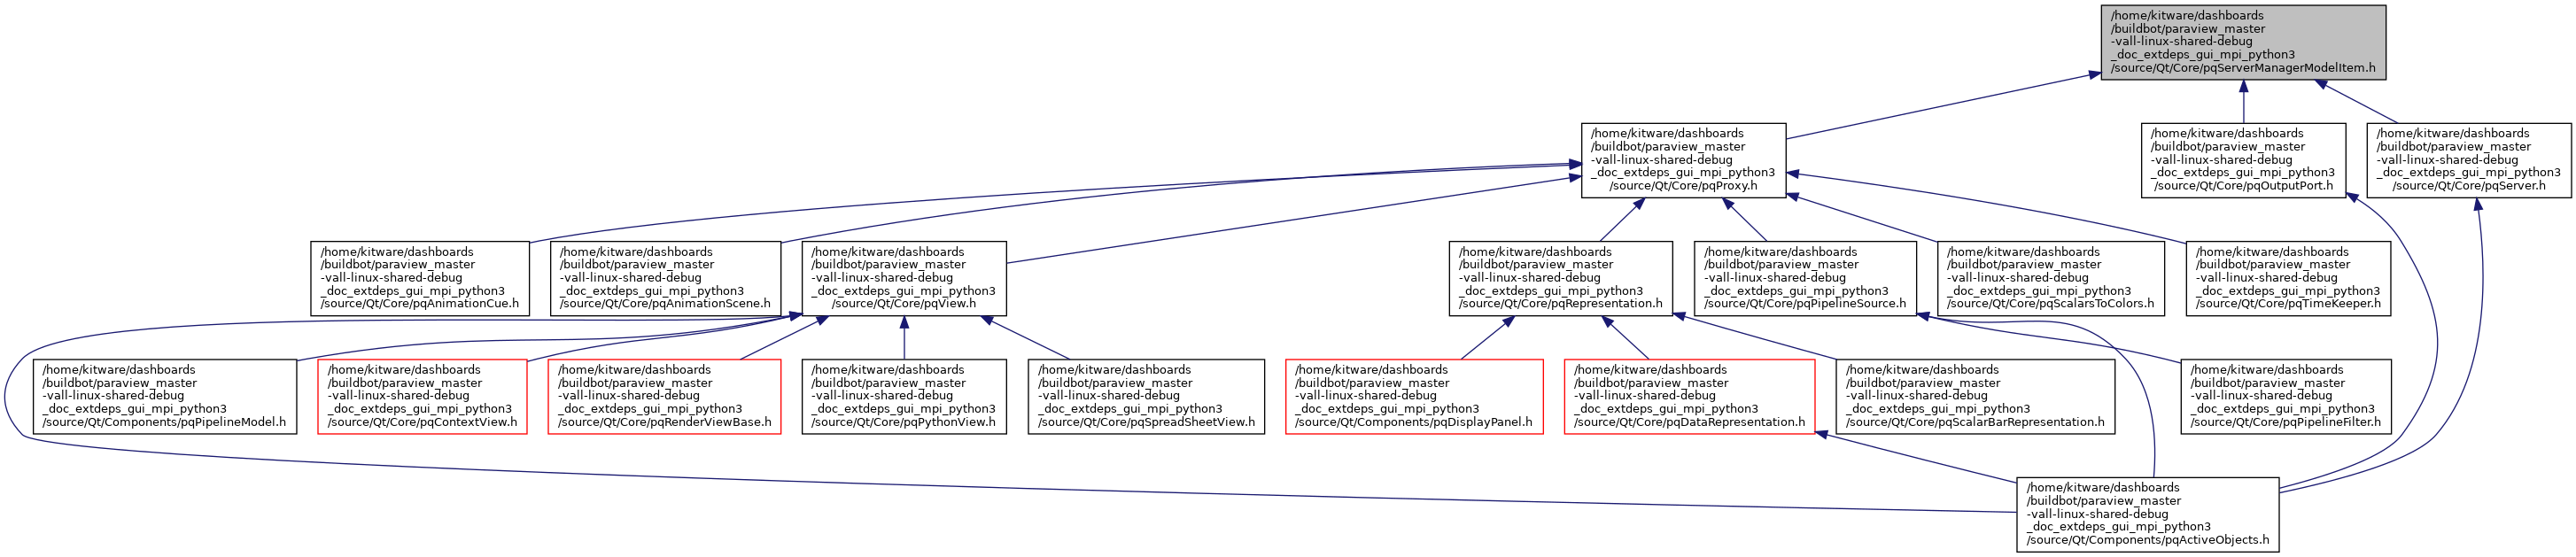 /home/kitware/dashboards
/buildbot/paraview_master
-vall-linux-shared-debug
_doc_extdeps_gui_mpi_python3
/source/Qt/Core/pqServerManagerModelItem.h
/home/kitware/dashboards
/buildbot/paraview_master
-vall-linux-shared-debug
_doc_extdeps_gui_mpi_python3
/source/Qt/Core/pqProxy.h
/home/kitware/dashboards
/buildbot/paraview_master
-vall-linux-shared-debug
_doc_extdeps_gui_mpi_python3
/source/Qt/Core/pqOutputPort.h
/home/kitware/dashboards
/buildbot/paraview_master
-vall-linux-shared-debug
_doc_extdeps_gui_mpi_python3
/source/Qt/Core/pqServer.h
/home/kitware/dashboards
/buildbot/paraview_master
-vall-linux-shared-debug
_doc_extdeps_gui_mpi_python3
/source/Qt/Core/pqAnimationCue.h
/home/kitware/dashboards
/buildbot/paraview_master
-vall-linux-shared-debug
_doc_extdeps_gui_mpi_python3
/source/Qt/Core/pqAnimationScene.h
/home/kitware/dashboards
/buildbot/paraview_master
-vall-linux-shared-debug
_doc_extdeps_gui_mpi_python3
/source/Qt/Core/pqView.h
/home/kitware/dashboards
/buildbot/paraview_master
-vall-linux-shared-debug
_doc_extdeps_gui_mpi_python3
/source/Qt/Core/pqRepresentation.h
/home/kitware/dashboards
/buildbot/paraview_master
-vall-linux-shared-debug
_doc_extdeps_gui_mpi_python3
/source/Qt/Core/pqPipelineSource.h
/home/kitware/dashboards
/buildbot/paraview_master
-vall-linux-shared-debug
_doc_extdeps_gui_mpi_python3
/source/Qt/Core/pqScalarsToColors.h
/home/kitware/dashboards
/buildbot/paraview_master
-vall-linux-shared-debug
_doc_extdeps_gui_mpi_python3
/source/Qt/Core/pqTimeKeeper.h
/home/kitware/dashboards
/buildbot/paraview_master
-vall-linux-shared-debug
_doc_extdeps_gui_mpi_python3
/source/Qt/Components/pqPipelineModel.h
/home/kitware/dashboards
/buildbot/paraview_master
-vall-linux-shared-debug
_doc_extdeps_gui_mpi_python3
/source/Qt/Core/pqContextView.h
/home/kitware/dashboards
/buildbot/paraview_master
-vall-linux-shared-debug
_doc_extdeps_gui_mpi_python3
/source/Qt/Core/pqRenderViewBase.h
/home/kitware/dashboards
/buildbot/paraview_master
-vall-linux-shared-debug
_doc_extdeps_gui_mpi_python3
/source/Qt/Core/pqPythonView.h
/home/kitware/dashboards
/buildbot/paraview_master
-vall-linux-shared-debug
_doc_extdeps_gui_mpi_python3
/source/Qt/Core/pqSpreadSheetView.h
/home/kitware/dashboards
/buildbot/paraview_master
-vall-linux-shared-debug
_doc_extdeps_gui_mpi_python3
/source/Qt/Components/pqDisplayPanel.h
/home/kitware/dashboards
/buildbot/paraview_master
-vall-linux-shared-debug
_doc_extdeps_gui_mpi_python3
/source/Qt/Core/pqDataRepresentation.h
/home/kitware/dashboards
/buildbot/paraview_master
-vall-linux-shared-debug
_doc_extdeps_gui_mpi_python3
/source/Qt/Core/pqScalarBarRepresentation.h
/home/kitware/dashboards
/buildbot/paraview_master
-vall-linux-shared-debug
_doc_extdeps_gui_mpi_python3
/source/Qt/Core/pqPipelineFilter.h
/home/kitware/dashboards
/buildbot/paraview_master
-vall-linux-shared-debug
_doc_extdeps_gui_mpi_python3
/source/Qt/Components/pqActiveObjects.h